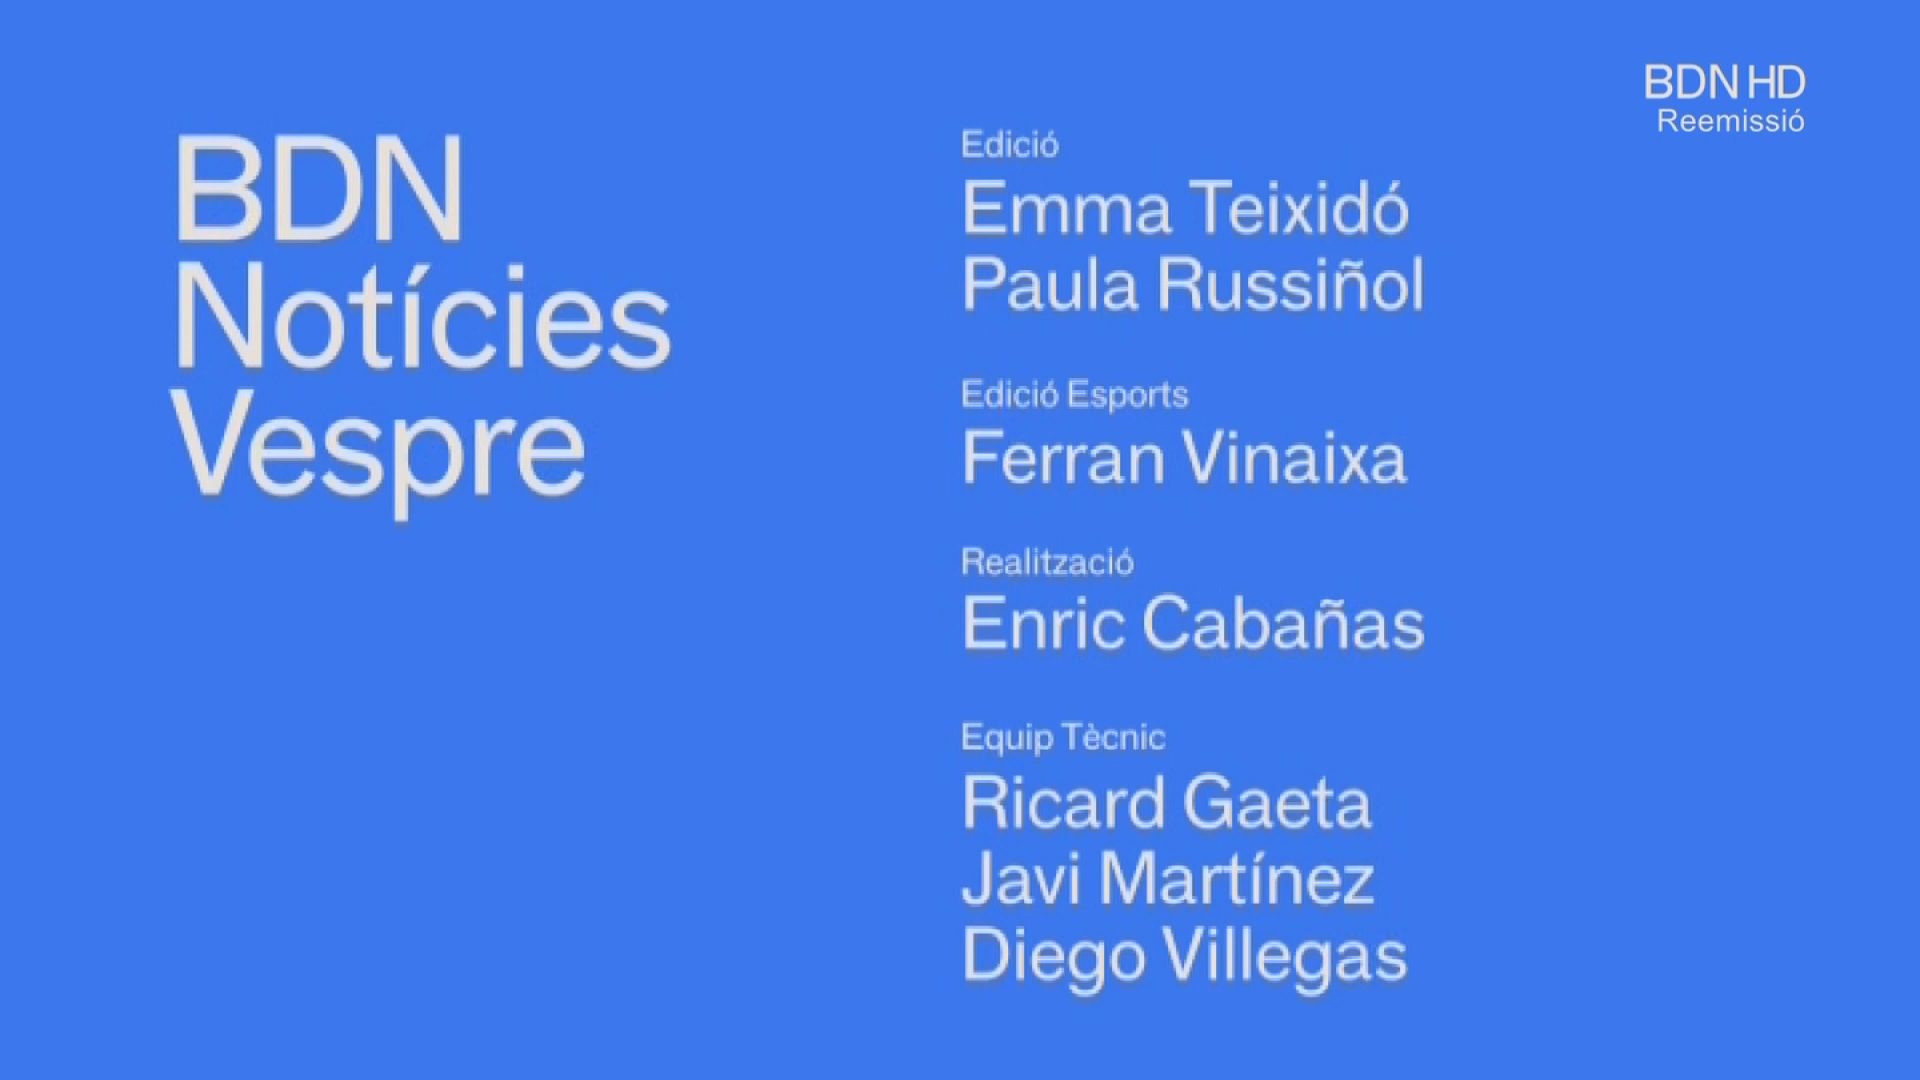 BDN HD
Reemissió
BDN
Notícies
Vespre
Edició
Emma Teixidó
Paula Russiñol
Edició Esports
Ferran Vinaixa
Realització
Enric Cabañas
Equip Tècnic
Ricard Gaeta
Javi Martínez
Diego Villegas